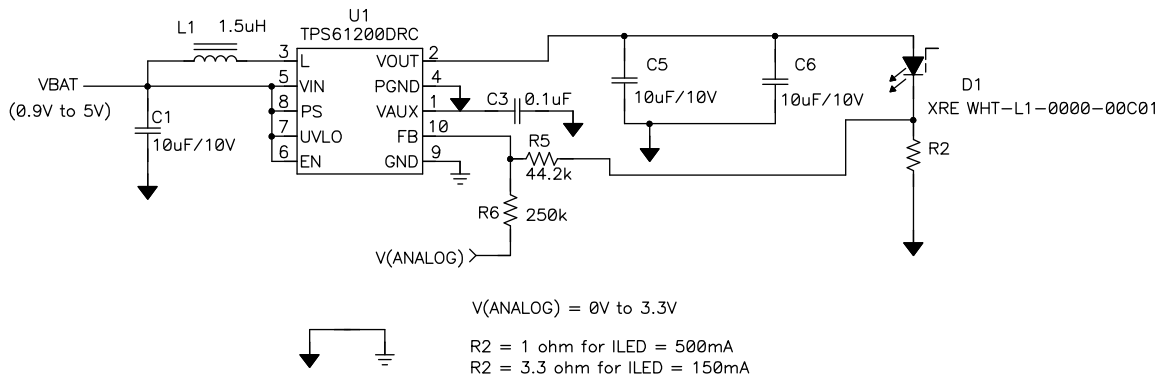 U1
TPS61200DRC
L1 1.5uH
3 L VOUT 2
VBAT 5 VIN PGND 4
(0.9V to 5V)
8 PS VAUX 1
C3 0.1uF
7 UVLO FB 10
6 EN GND 9
C1
10uF/10V
C5
10uF/10V
C6
10uF/10V
D1
XRE WHT-L1-0000-00C01
R5
44.2k
R2
R6 250k
V(ANALOG)
V(ANALOG) = 0V to 3.3V
R2 = 1 ohm for ILED = 500mA
R2 = 3.3 ohm for ILED = 150mA